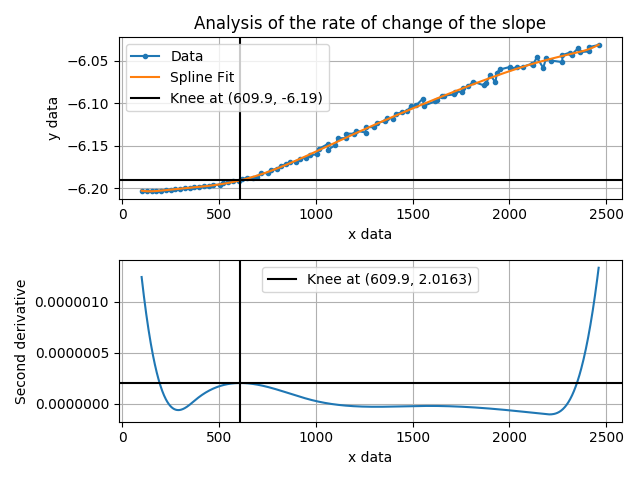 Analysis of the rate of change of the slope
Data
Spline Fit
Knee at (609.9, -6.19)
y data
−6.05
−6.10
−6.15
−6.20
0 500 1000 1500 2000 2500
x data
Knee at (609.9, 2.0163)
Second derivative
0.0000010
0.0000005
0.0000000
0 500 1000 1500 2000 2500
x data